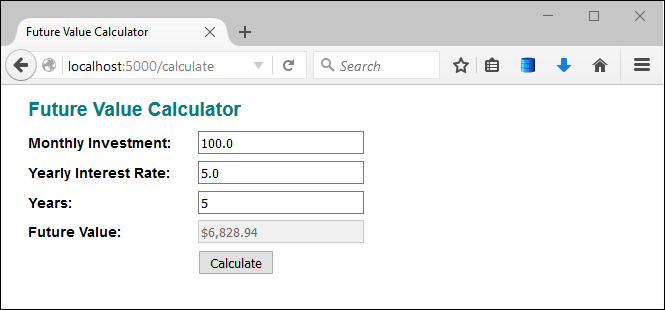 Future Value Calculator
localhost:5000/calculate
Search
Future Value Calculator
Monthly Investment: 100.0
Yearly Interest Rate: 5.0
Years: 5
Future Value: $6,828.94
Calculate